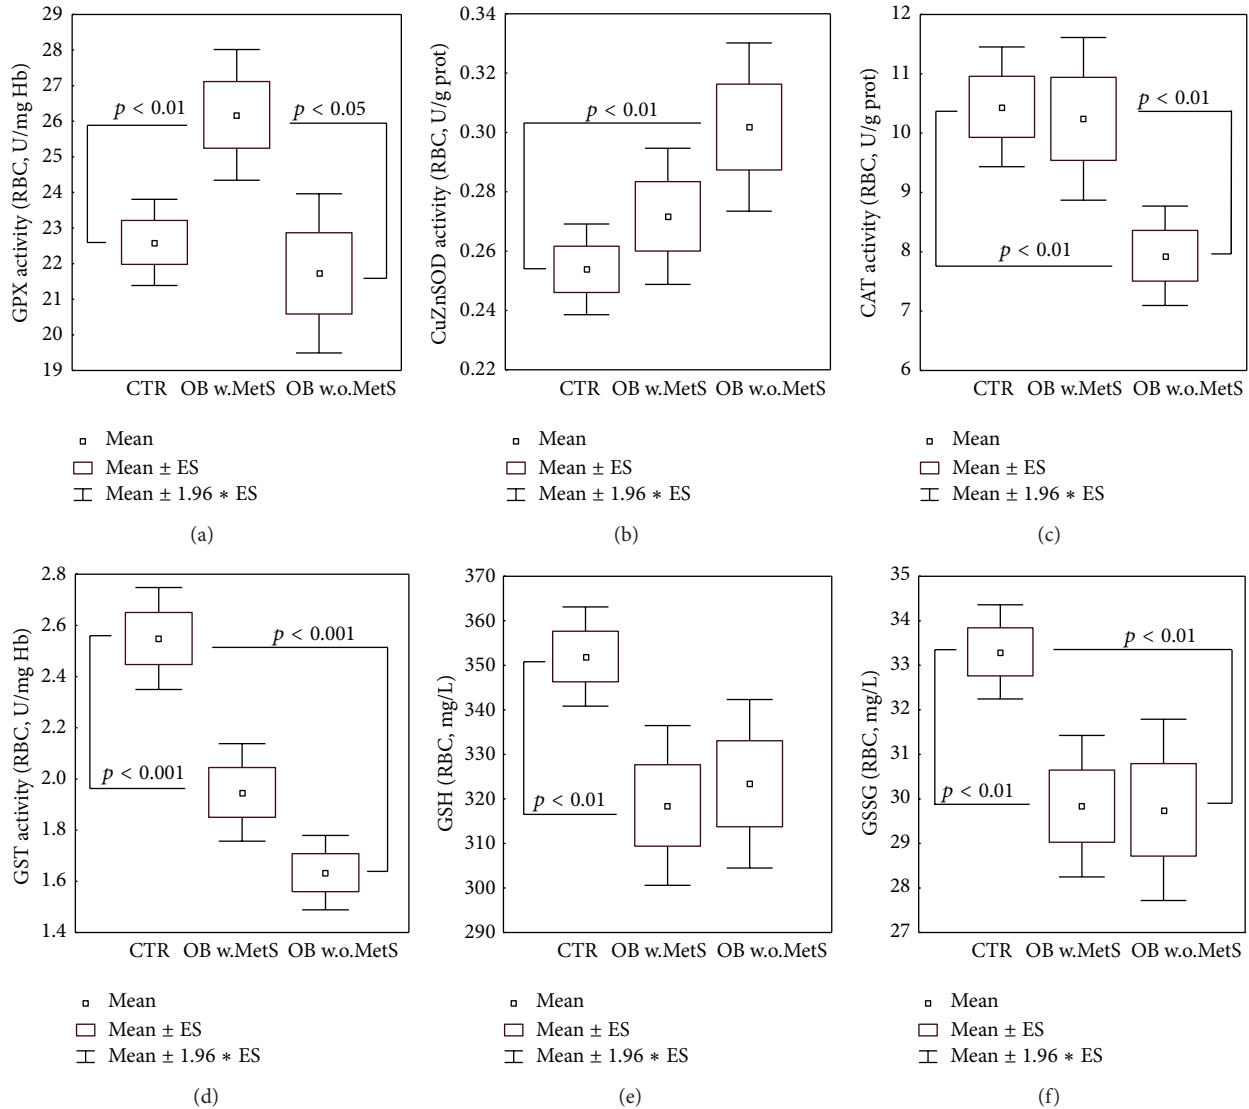 GPX activity (RBC, U/mg Hb)
29
28
27
26
25
24
23
22
21
20
19
p < 0.01
p < 0.05
CTR OB w.MetS OB w.o.MetS
Mean
Mean ± ES
Mean ± 1.96 ∗ ES
(a)
CuZnSOD activity (RBC, U/g prot)
0.34
0.32
0.30
0.28
0.26
0.24
0.22
p < 0.01
CTR OB w.MetS OB w.o.MetS
Mean
Mean ± ES
Mean ± 1.96 ∗ ES
(b)
CAT activity (RBC, U/g prot)
12
11
10
9
8
7
6
p < 0.01
p < 0.01
CTR OB w.MetS OB w.o.MetS
Mean
Mean ± ES
Mean ± 1.96 ∗ ES
(c)
GST activity (RBC, U/mg Hb)
2.8
2.6
2.4
2.2
2.0
1.8
1.6
1.4
p < 0.001
p < 0.001
CTR OB w.MetS OB w.o.MetS
Mean
Mean ± ES
Mean ± 1.96 ∗ ES
(d)
GSH (RBC, mg/L)
370
360
350
340
330
320
310
300
290
p < 0.01
CTR OB w.MetS OB w.o.MetS
Mean
Mean ± ES
Mean ± 1.96 ∗ ES
(e)
GSSG (RBC, mg/L)
35
34
33
32
31
30
29
28
27
p < 0.01
p < 0.01
CTR OB w.MetS OB w.o.MetS
Mean
Mean ± ES
Mean ± 1.96 ∗ ES
(f)